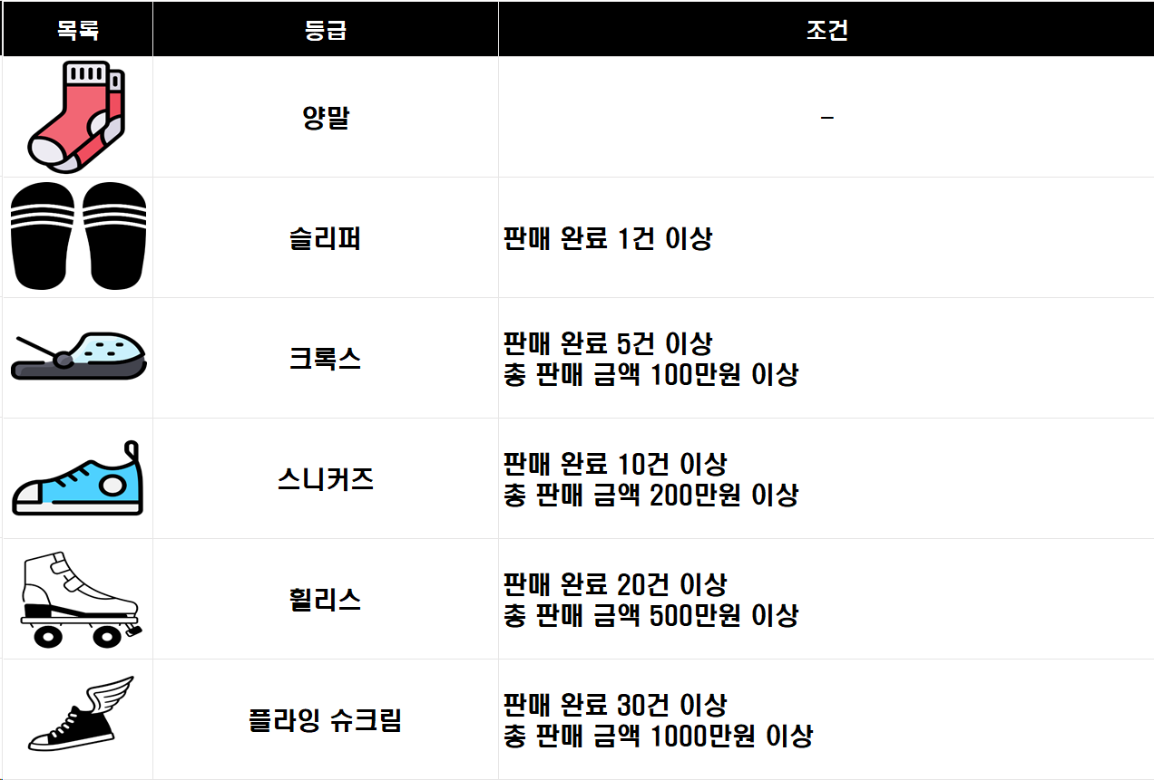 목록 등급 조건
양말 –
슬리퍼 판매 완료 1건 이상
크록스 판매 완료 5건 이상
총 판매 금액 100만원 이상
스니커즈 판매 완료 10건 이상
총 판매 금액 200만원 이상
휠리스 판매 완료 20건 이상
총 판매 금액 500만원 이상
플라잉 슈크림 판매 완료 30건 이상
총 판매 금액 1000만원 이상